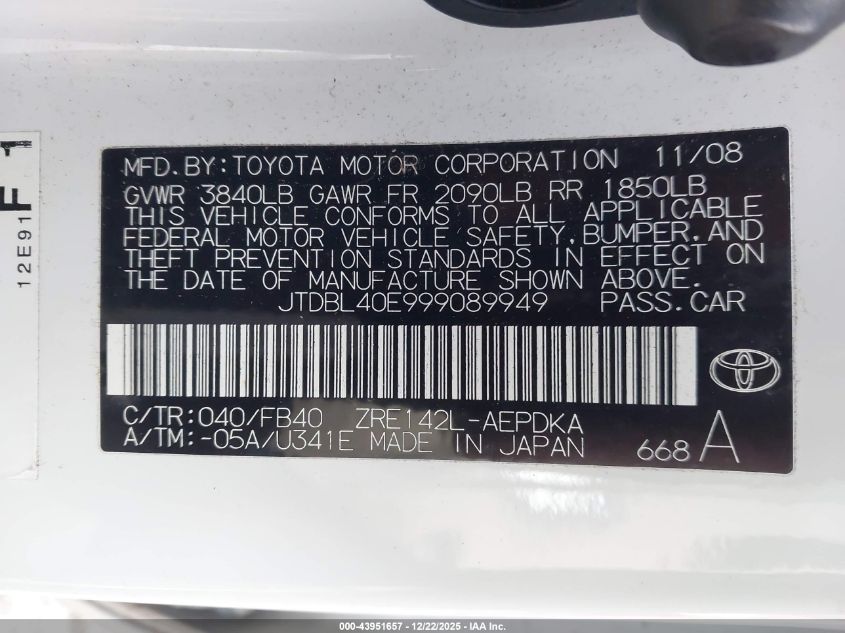 MFD.BY:TOYOTA MOTOR CORPORATION 11/08
GVWR 3840LB GAWR FR 2090LB RR 1850LB
THIS VEHICLE CONFORMS TO ALL APPLICABLE
FEDERAL MOTOR VEHICLE SAFETY,BUMPER,AND
THEFT PREVENTION STANDARDS IN EFFECT ON
THE DATE OF MANUFACTURE SHOWN ABOVE.
JTDBL40E999089949 PASS.CAR
C/TR:040/FB40 ZRE142L-AEPDKA
A/TM:-05A/U341E MADE IN JAPAN
668 A
F 1
12E91
000-43951657 - 12/22/2025 - IAA Inc.